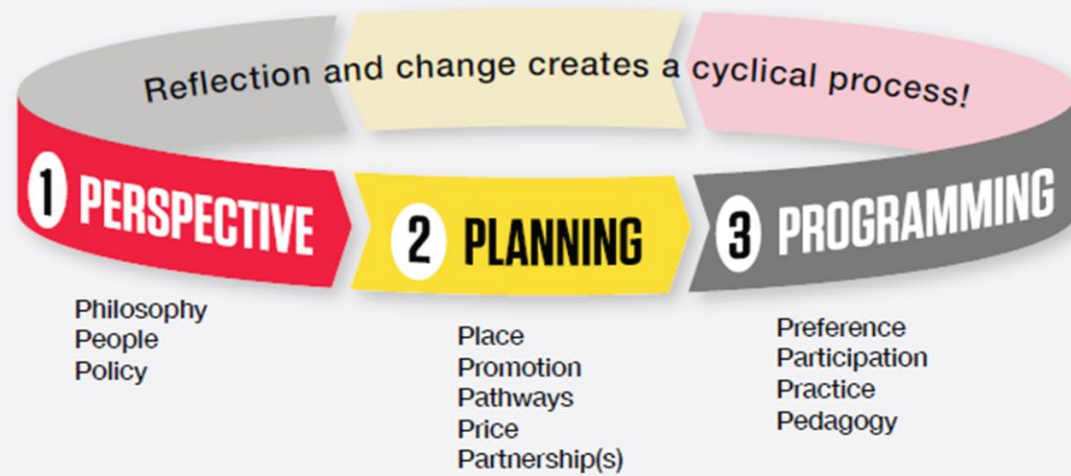 Reflection and change creates a cyclical process!
1 PERSPECTIVE
Philosophy
People
Policy
2 PLANNING
Place
Promotion
Pathways
Price
Partnership(s)
3 PROGRAMMING
Preference
Participation
Practice
Pedagogy